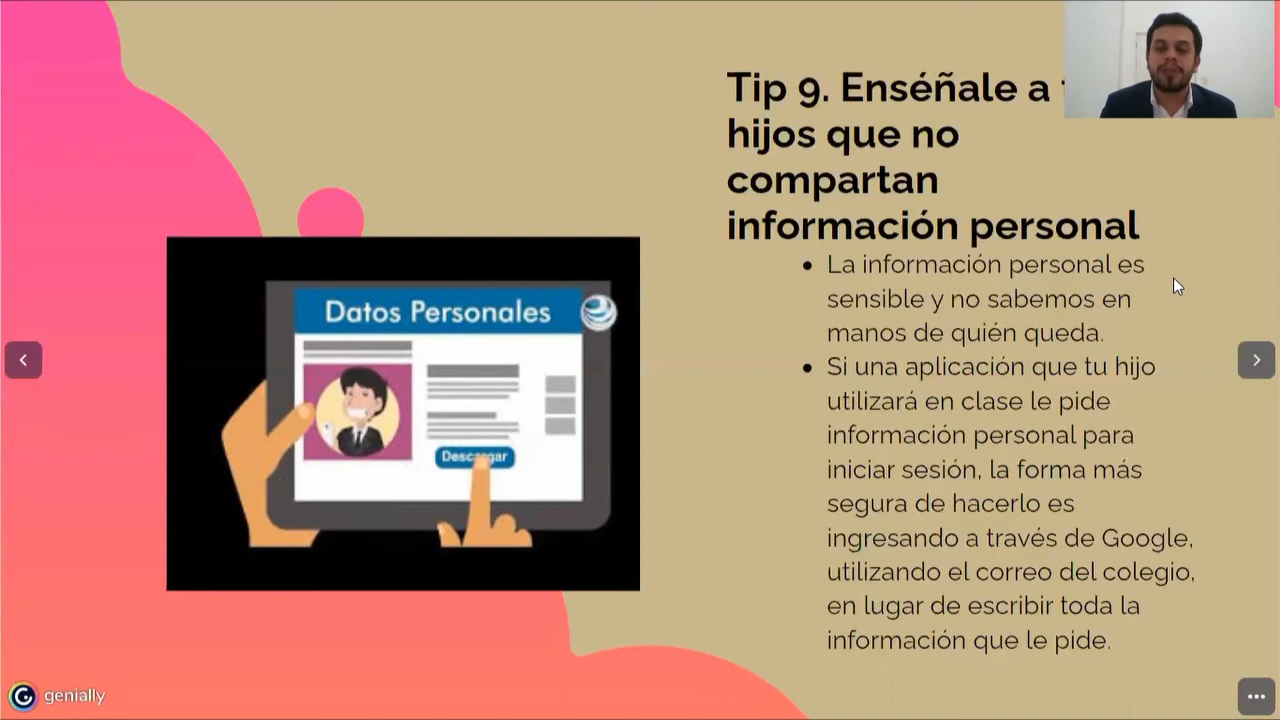 Tip 9. Enséñale a
hijos que no
compartan
información personal
La información personal es
sensible y no sabemos en
manos de quién queda.
Si una aplicación que tu hijo
utilizará en clase le pide
información personal para
iniciar sesión, la forma más
segura de hacerlo es
ingresando a través de Google,
utilizando el correo del colegio,
en lugar de escribir toda la
información que le pide.
Datos Personales
Descargar
genially